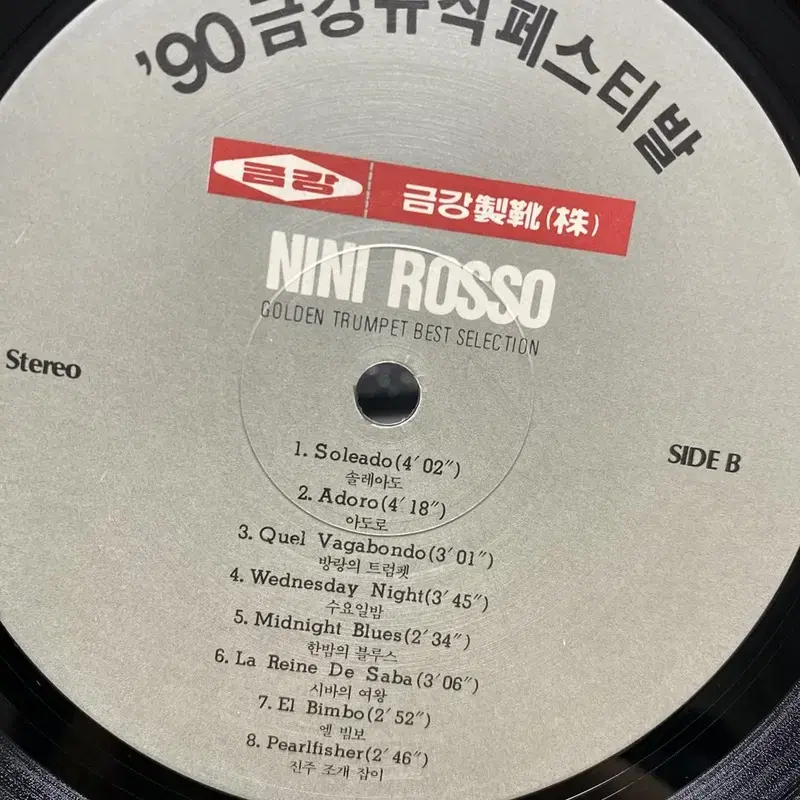 '90 금강뮤직페스티발
금강 금강製靴(株)
NINI ROSSO
GOLDEN TRUMPET BEST SELECTION
Stereo
SIDE B
1. Soleado(4′02″)
솔레아도
2. Adoro(4′18″)
아도로
3. Quel Vagabondo(3′01″)
방랑의 트럼펫
4. Wednesday Night(3′45″)
수요일밤
5. Midnight Blues(2′34″)
한밤의 블루스
6. La Reine De Saba(3′06″)
시바의 여왕
7. El Bimbo(2′52″)
엘 빔보
8. Pearlfisher(2′46″)
진주 조개 잡이